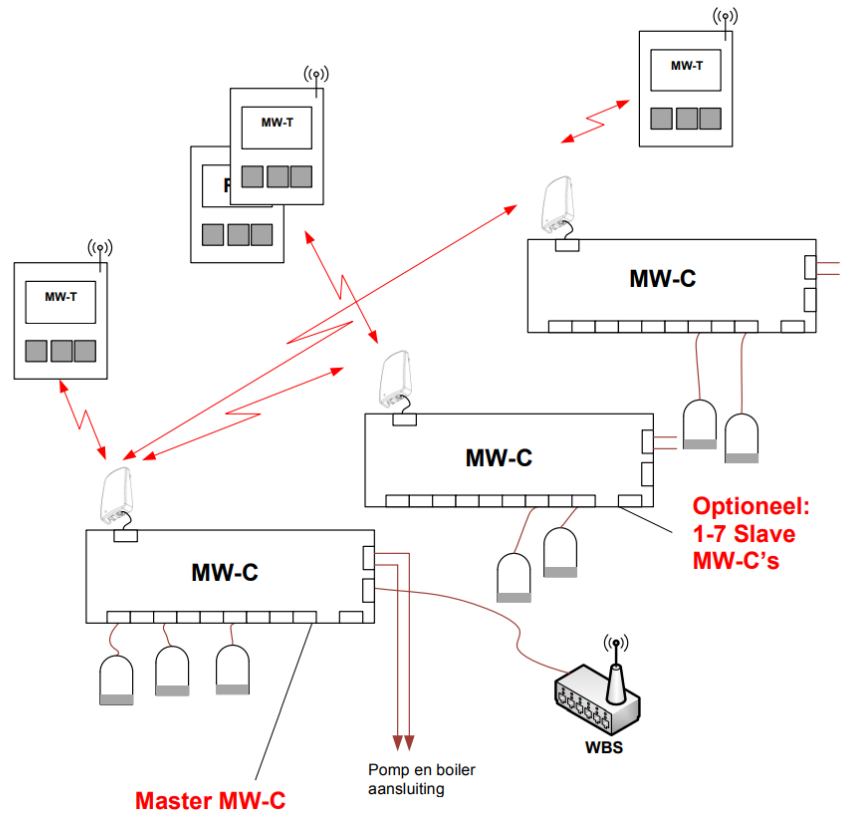 MW-T
MW-T
MW-T
MW-C
MW-C
Optioneel:
1-7 Slave
MW-C's
MW-C
WBS
Pomp en boiler
aansluiting
Master MW-C